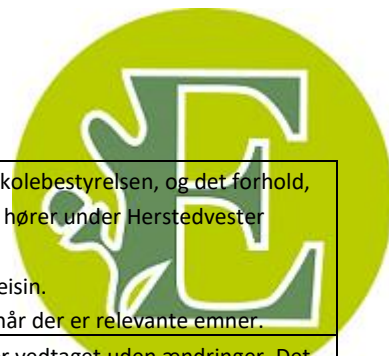 E
kolebestyrelsen, og det forhold,
hører under Herstedvester
eisin.
når der er relevante emner.
r vedtaget uden ændringer. Det